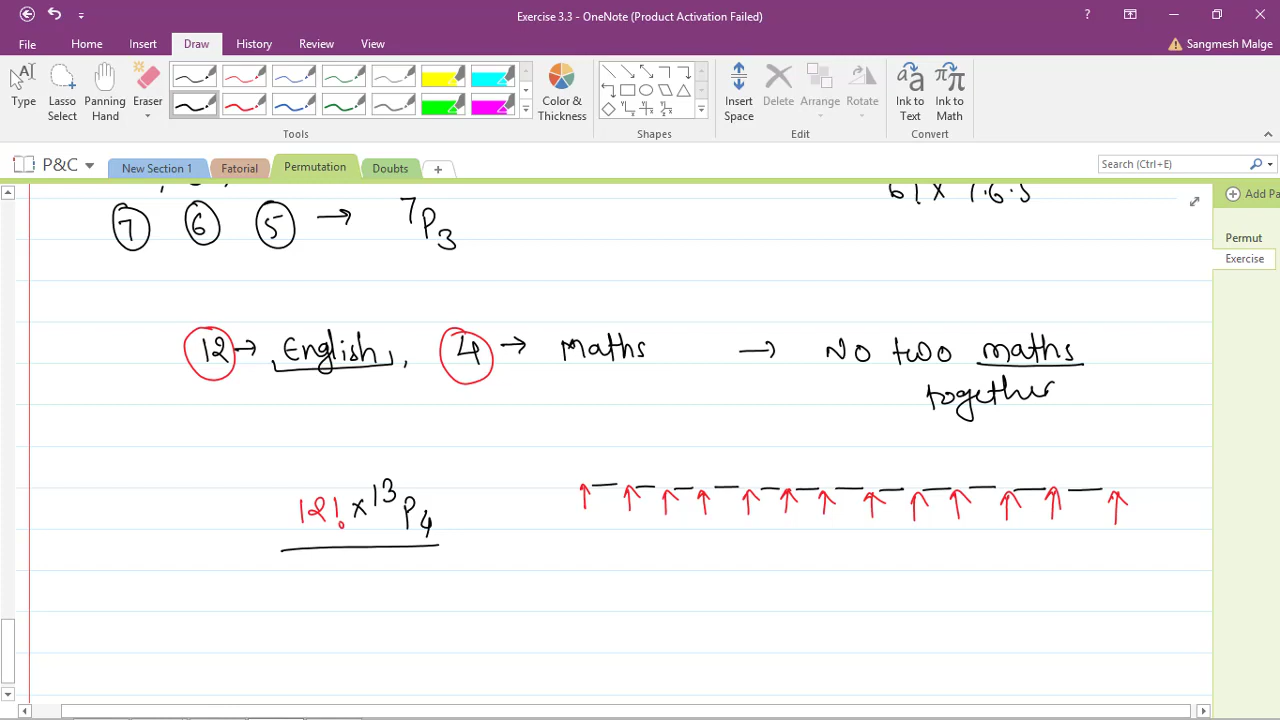 Exercise 3.3 - OneNote (Product Activation Failed)
?
File Home Insert Draw History Review View
Sangmesh Malge
Type
Lasso Select
Panning Hand
Eraser
Color & Thickness
Insert Space
Delete
Arrange
Rotate
Ink to Text
Ink to Math
Tools
Shapes
Edit
Convert
P&C
New Section 1 Fatorial Permutation Doubts
Search (Ctrl+E)
Add Pa
Permut
Exercise
7 6 5 → ⁷P₃
12 → English, 4 → Maths → No two maths
together
12! × ¹³P₄